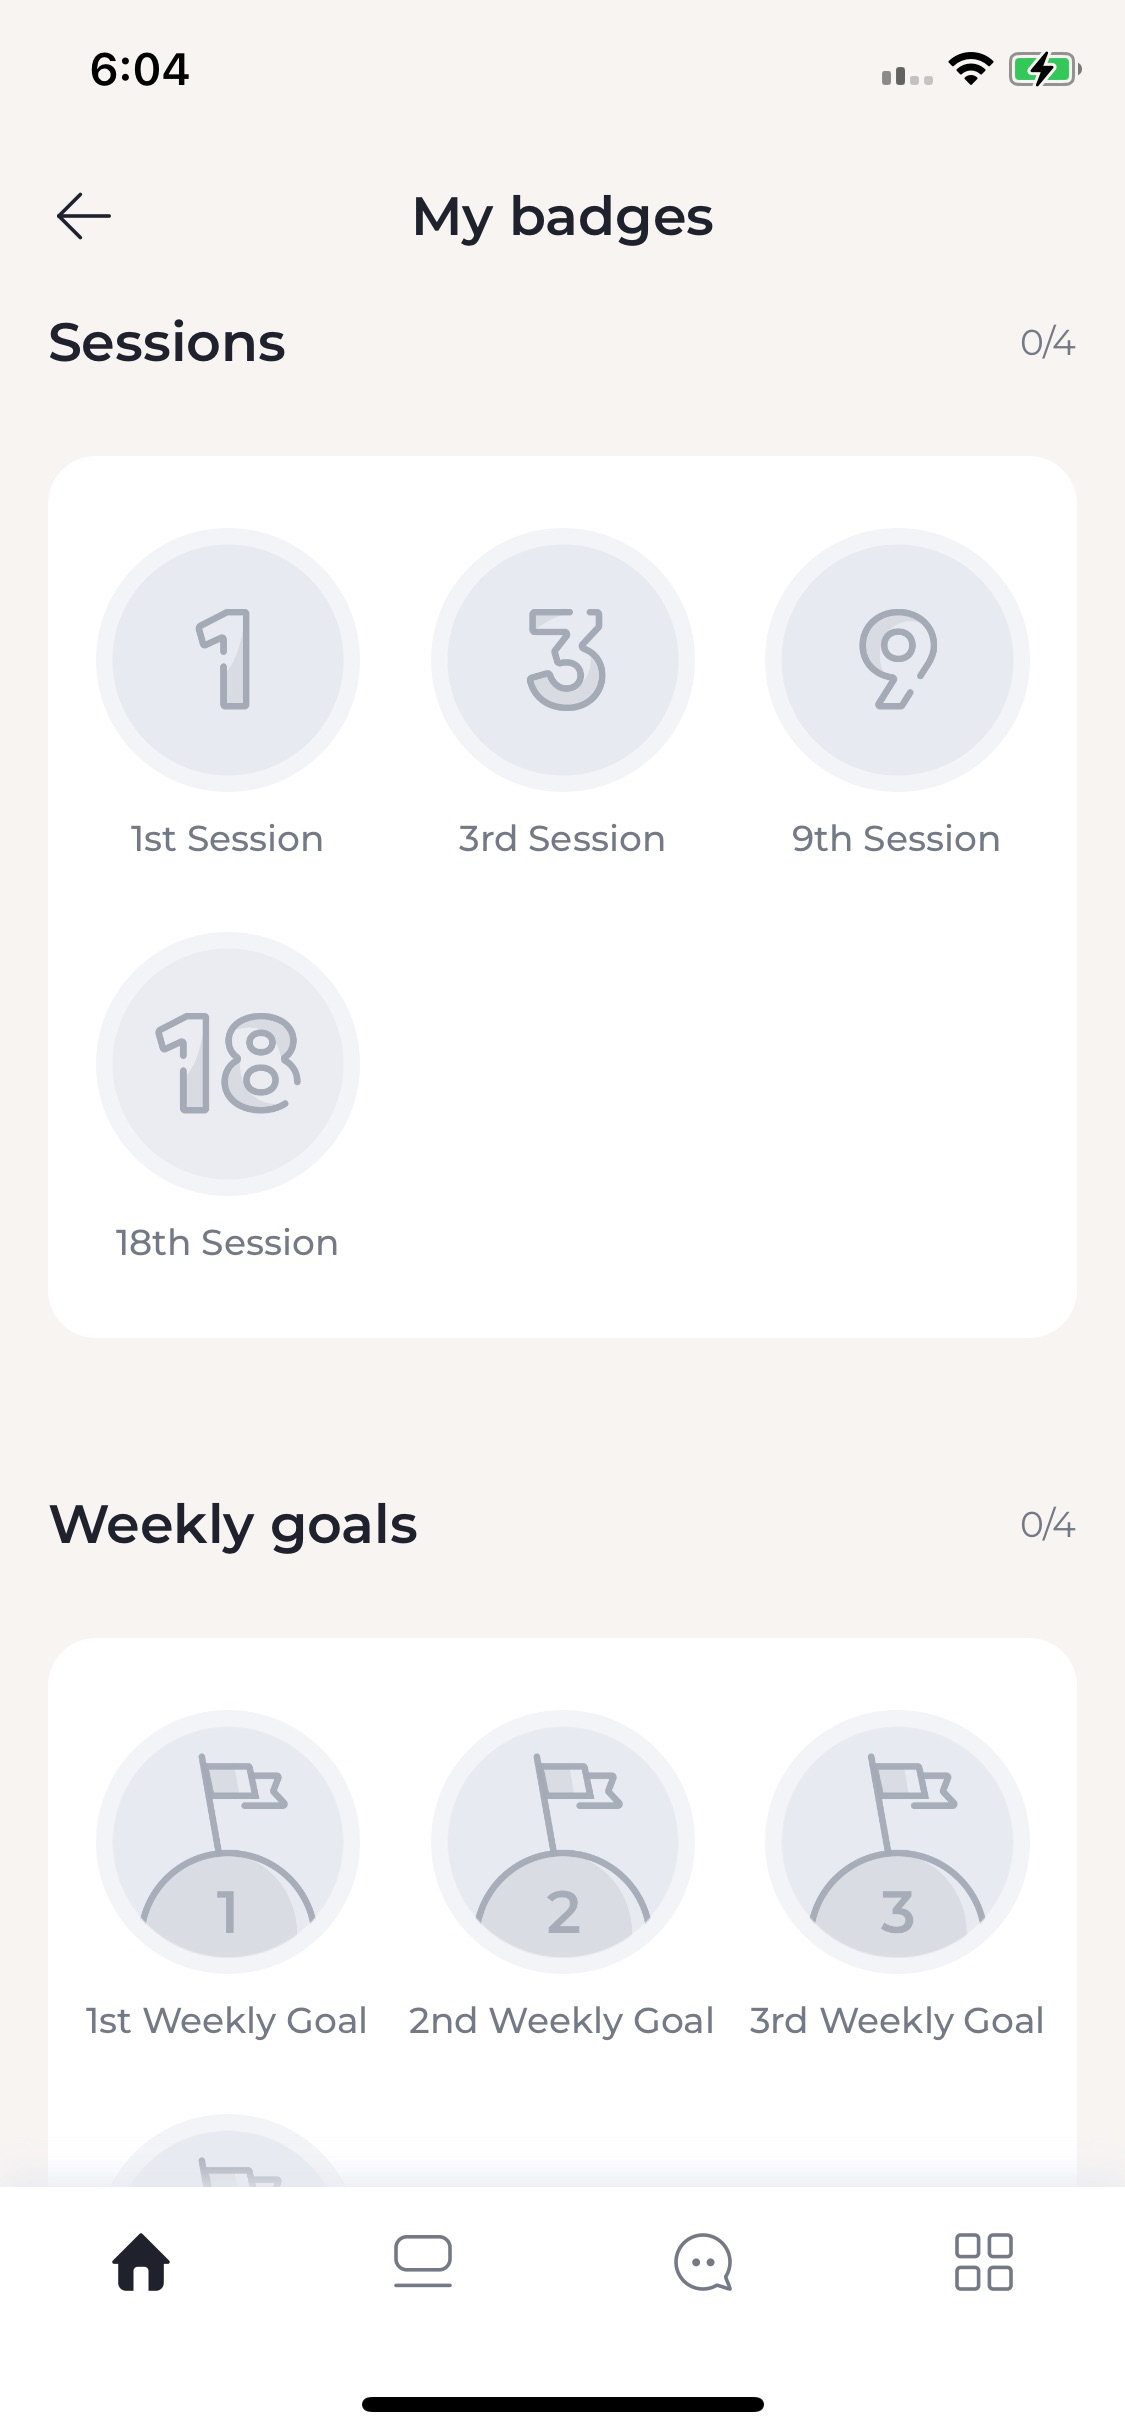 6:04
My badges
Sessions 0/4
1 3 9
1st Session 3rd Session 9th Session
18
18th Session
Weekly goals 0/4
1 2 3
1st Weekly Goal 2nd Weekly Goal 3rd Weekly Goal